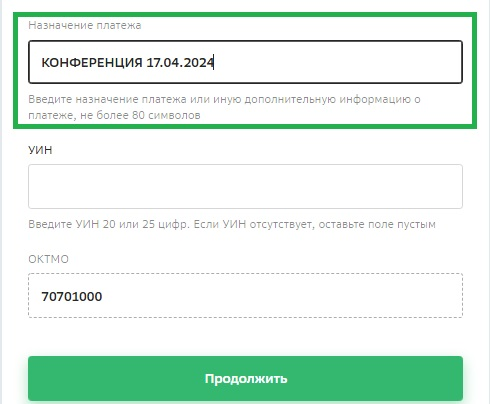 Назначение платежа
КОНФЕРЕНЦИЯ 17.04.2024
Введите назначение платежа или иную дополнительную информацию о
платеже, не более 80 символов
УИН
Введите УИН 20 или 25 цифр. Если УИН отсутствует, оставьте поле пустым
ОКТМО
70701000
Продолжить